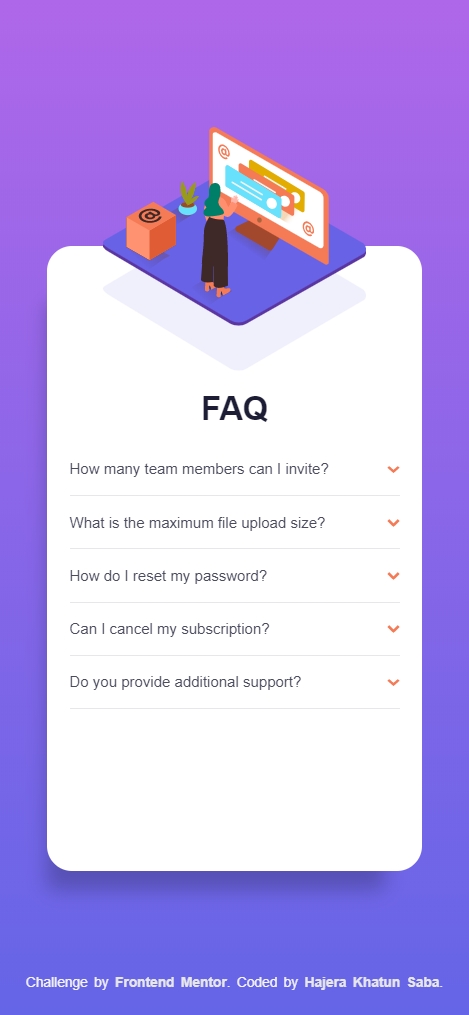 FAQ
How many team members can I invite?
What is the maximum file upload size?
How do I reset my password?
Can I cancel my subscription?
Do you provide additional support?
Challenge by Frontend Mentor. Coded by Hajera Khatun Saba.